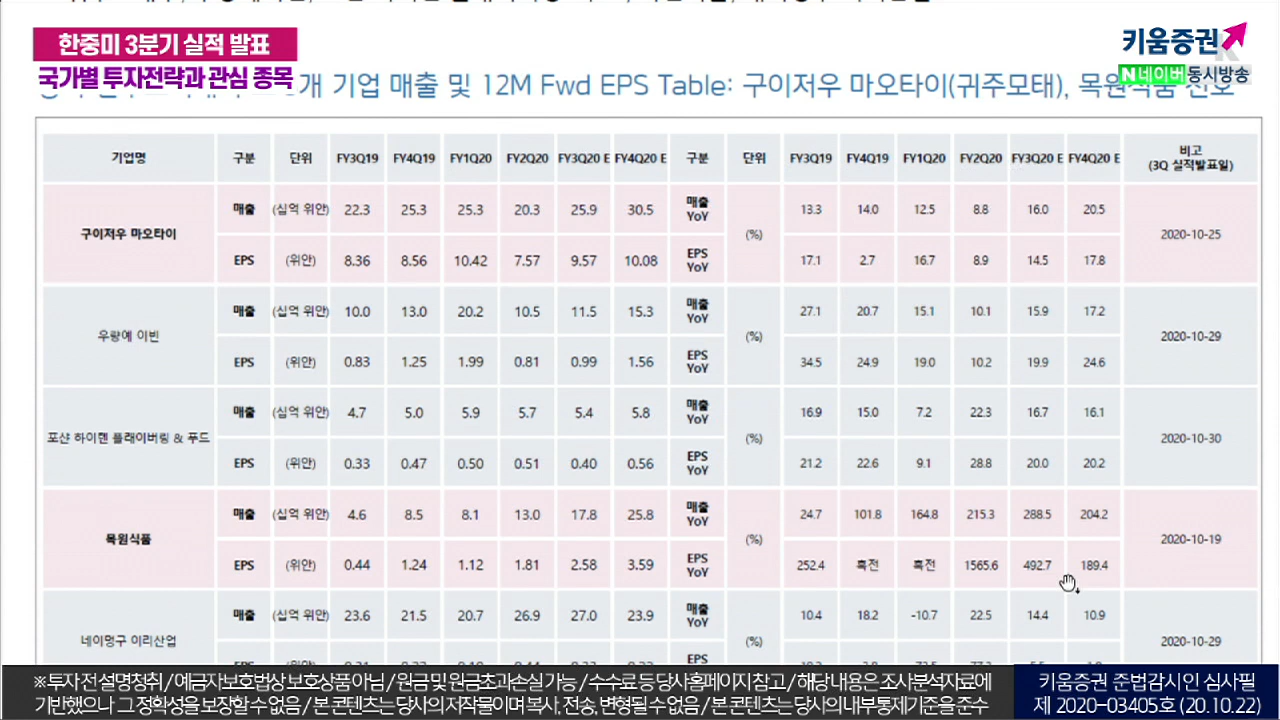 한중미 3분기 실적 발표
국가별 투자전략과 관심 종목
키움증권
N 네이버 동시방송
개 기업 매출 및 12M Fwd EPS Table: 구이저우 마오타이(귀주모태), 목원식품 선호
기업명 구분 단위 FY3Q19 FY4Q19 FY1Q20 FY2Q20 FY3Q20 E FY4Q20 E 구분 단위 FY3Q19 FY4Q19 FY1Q20 FY2Q20 FY3Q20 E FY4Q20 E 비고
(3Q 실적발표일)
구이저우 마오타이 매출 (십억 위안) 22.3 25.3 25.3 20.3 25.9 30.5 매출 YoY (%) 13.3 14.0 12.5 8.8 16.0 20.5 2020-10-25
EPS (위안) 8.36 8.56 10.42 7.57 9.57 10.08 EPS YoY 17.1 2.7 16.7 8.9 14.5 17.8
우량예 이빈 매출 (십억 위안) 10.0 13.0 20.2 10.5 11.5 15.3 매출 YoY (%) 27.1 20.7 15.1 10.1 15.9 17.2 2020-10-29
EPS (위안) 0.83 1.25 1.99 0.81 0.99 1.56 EPS YoY 34.5 24.9 19.0 10.2 19.9 24.6
포샨 하이톈 플래이버링 & 푸드 매출 (십억 위안) 4.7 5.0 5.9 5.7 5.4 5.8 매출 YoY (%) 16.9 15.0 7.2 22.3 16.7 16.1 2020-10-30
EPS (위안) 0.33 0.47 0.50 0.51 0.40 0.56 EPS YoY 21.2 22.6 9.1 28.8 20.0 20.2
목원식품 매출 (십억 위안) 4.6 8.5 8.1 13.0 17.8 25.8 매출 YoY (%) 24.7 101.8 164.8 215.3 288.5 204.2 2020-10-19
EPS (위안) 0.44 1.24 1.12 1.81 2.58 3.59 EPS YoY 252.4 흑전 흑전 1565.6 492.7 189.4
네이멍구 이리산업 매출 (십억 위안) 23.6 21.5 20.7 26.9 27.0 23.9 매출 YoY (%) 10.4 18.2 -10.7 22.5 14.4 10.9 2020-10-29
EPS
※ 투자 전 설명청취 / 예금자보호법상 보호상품 아님 / 원금 및 원금초과손실 가능 / 수수료 등 당사 홈페이지 참고 / 해당 내용은 조사분석자료에
기반했으나 그 정확성을 보장할 수 없음 / 본 콘텐츠는 당사의 저작물이며 복사, 전송, 변형될 수 없음 / 본 콘텐츠는 당사의 내부통제기준을 준수
키움증권 준법감시인 심사필
제 2020-03405호 (20.10.22)